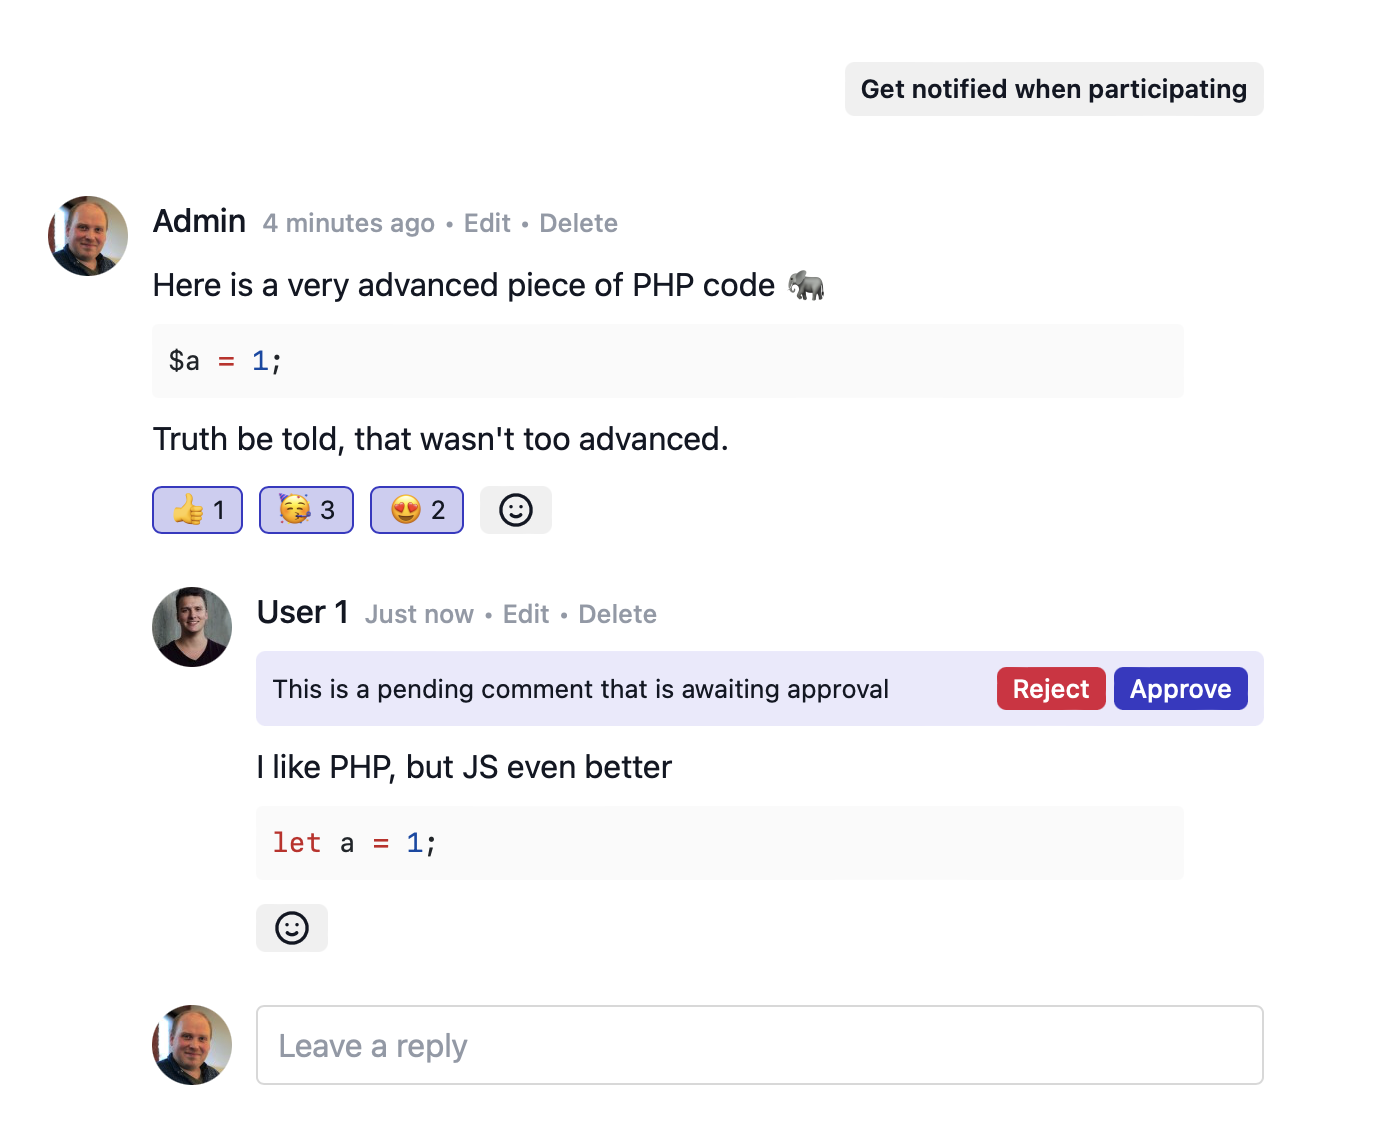 Get notified when participating
Admin 4 minutes ago • Edit • Delete
Here is a very advanced piece of PHP code 🐘
$a = 1;
Truth be told, that wasn't too advanced.
👍 1 🥳 3 😍 2
User 1 Just now • Edit • Delete
This is a pending comment that is awaiting approval Reject Approve
I like PHP, but JS even better
let a = 1;
Leave a reply